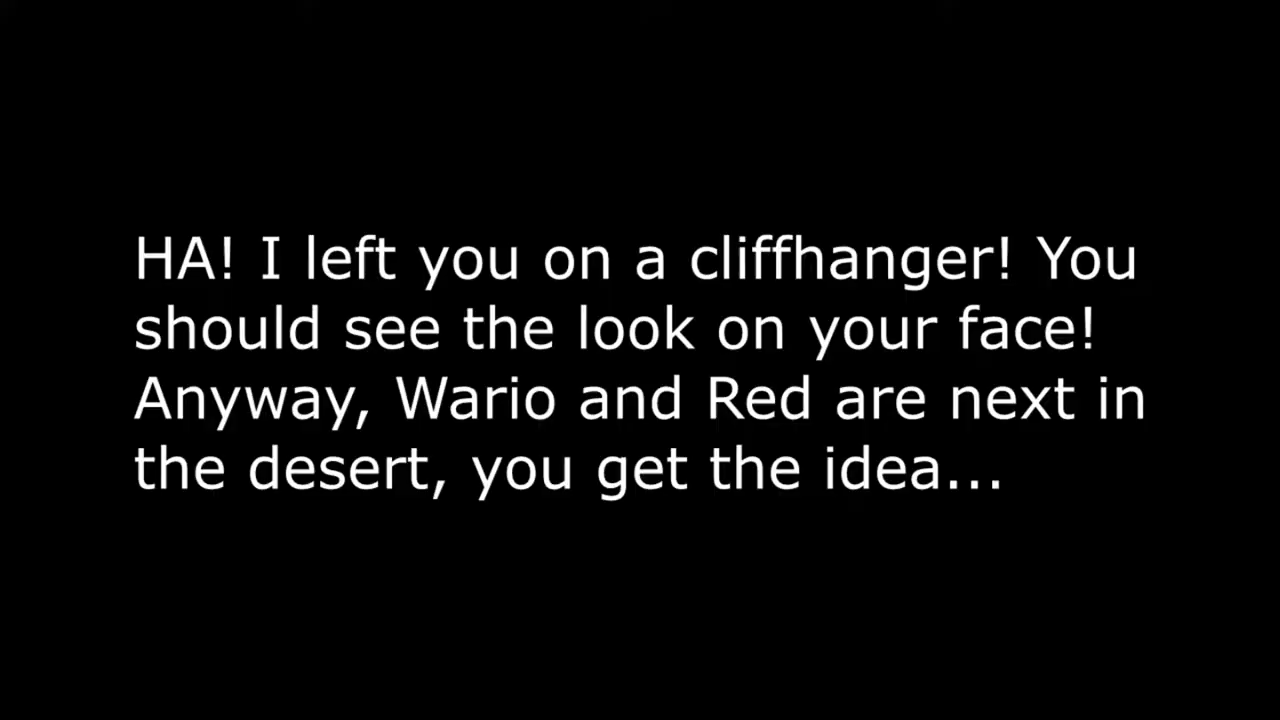 HA! I left you on a cliffhanger! You
should see the look on your face!
Anyway, Wario and Red are next in
the desert, you get the idea...